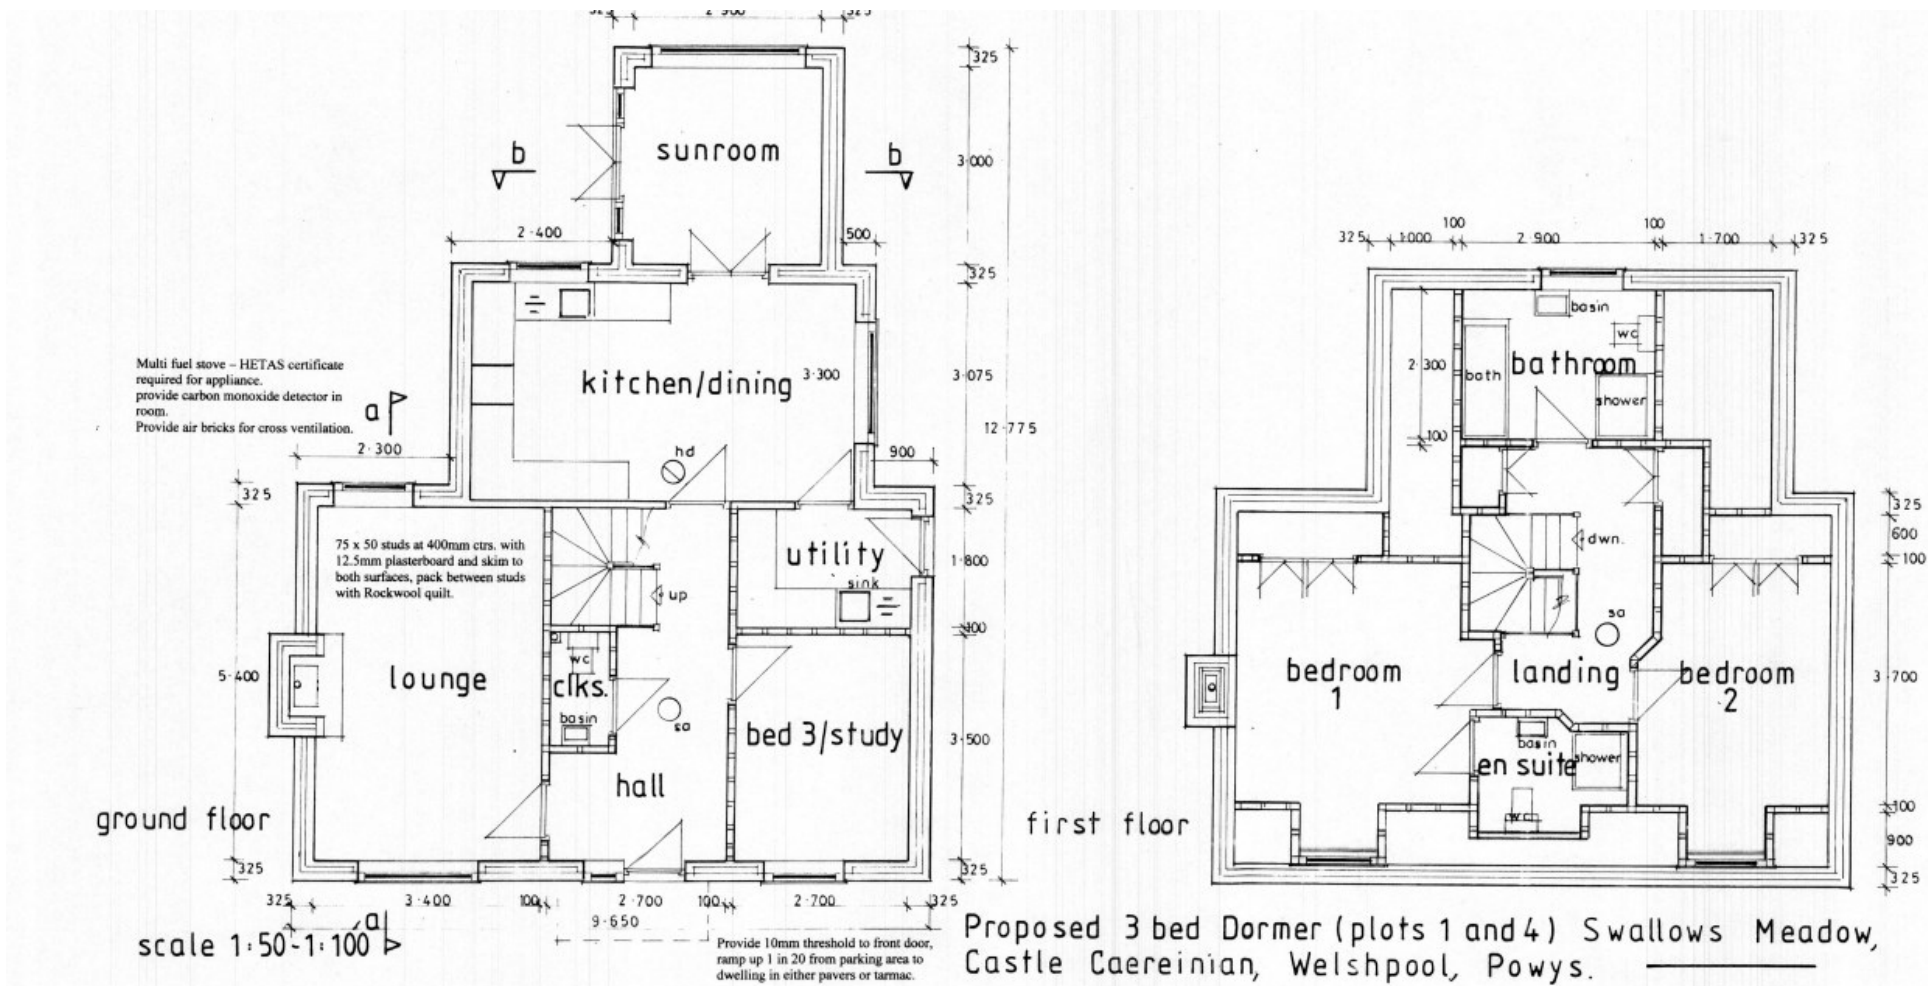 325 2·900 325
325
sunroom
b b
3·000
2·400 500
325
kitchen/dining 3·300
3·075
12·775
Multi fuel stove – HETAS certificate
required for appliance.
provide carbon monoxide detector in
room.
Provide air bricks for cross ventilation.
a
hd
2·300 900
325 325
75 x 50 studs at 400mm ctrs. with
12.5mm plasterboard and skim to
both surfaces, pack between studs
with Rockwool quilt.
utility
sink
1·800
up
100
5·400
lounge
wc
clks.
basin
sa
bed 3/study
3·500
hall
ground floor
325 325
325 3·400 100 2·700 100 2·700 325
9·650
a
scale 1:50-1:100
Provide 10mm threshold to front door,
ramp up 1 in 20 from parking area to
dwelling in either pavers or tarmac.
325 1·000 100 2·900 100 1·700 325
basin
wc
bathroom
2·300
bath
shower
100
325
600
100
dwn.
sa
bedroom
1
landing
bedroom
2
3·700
basin
en suite
shower
wc
100
900
325
first floor
Proposed 3 bed Dormer (plots 1 and 4) Swallows Meadow,
Castle Caereinian, Welshpool, Powys.